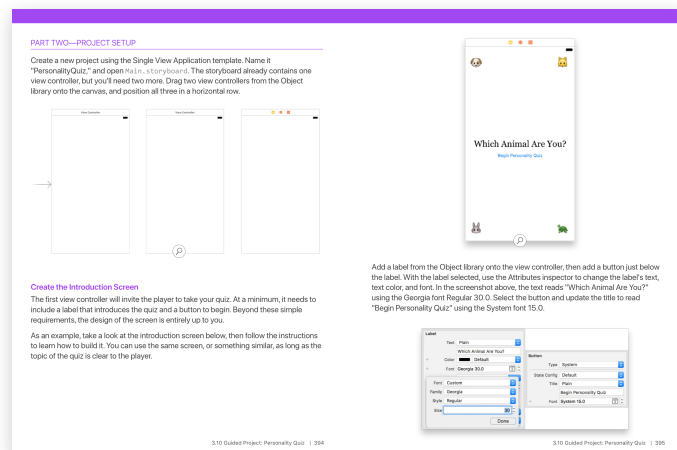 PART TWO—PROJECT SETUP
Create a new project using the Single View Application template. Name it
"PersonalityQuiz," and open Main.storyboard. The storyboard already contains one
view controller, but you'll need two more. Drag two view controllers from the Object
library onto the canvas, and position all three in a horizontal row.
View Controller
View Controller
Create the Introduction Screen
The first view controller will invite the player to take your quiz. At a minimum, it needs to
include a label that introduces the quiz and a button to begin. Beyond these simple
requirements, the design of the screen is entirely up to you.
As an example, take a look at the introduction screen below, then follow the instructions
to learn how to build it. You can use the same screen, or something similar, as long as the
topic of the quiz is clear to the player.
3.10 Guided Project: Personality Quiz | 394
Which Animal Are You?
Begin Personality Quiz
Add a label from the Object library onto the view controller, then add a button just below
the label. With the label selected, use the Attributes inspector to change the label's text,
text color, and font. In the screenshot above, the text reads "Which Animal Are You?"
using the Georgia font Regular 30.0. Select the button and update the title to read
"Begin Personality Quiz" using the System font 15.0.
Label
Text Plain
Which Animal Are You?
Color Default
Font Georgia 30.0
Font Custom
Family Georgia
Style Regular
Size 30
Done
Button
Type System
State Config Default
Title Plain
Begin Personality Quiz
Font System 15.0
3.10 Guided Project: Personality Quiz | 395